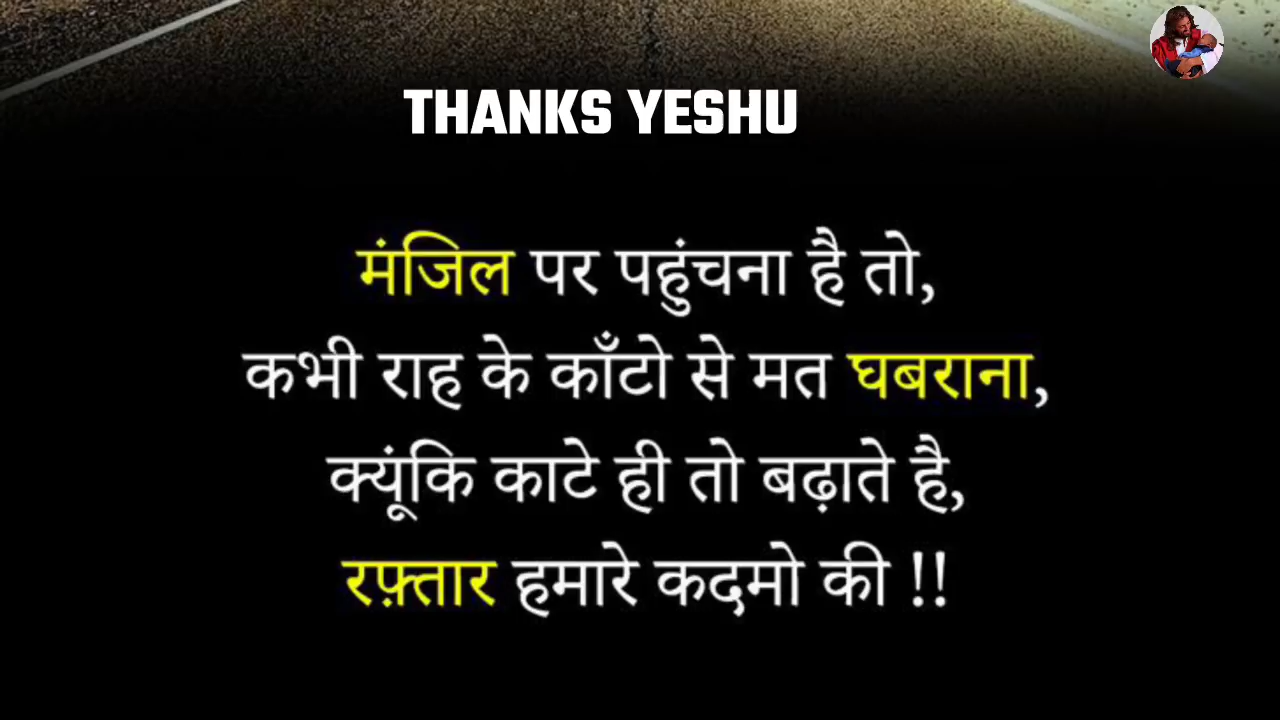 THANKS YESHU
मंजिल पर पहुंचना है तो,
कभी राह के काँटो से मत घबराना,
क्यूंकि काटे ही तो बढ़ाते है,
रफ़्तार हमारे कदमो की !!